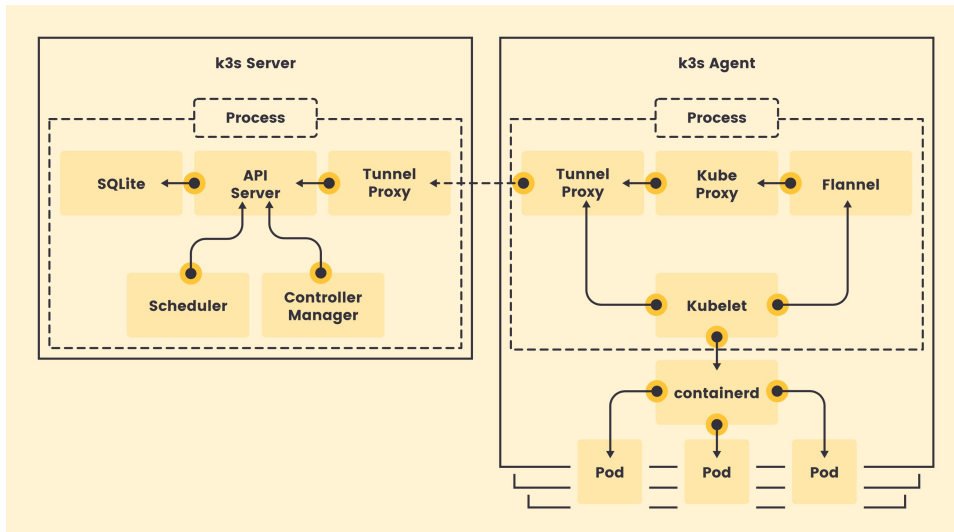 k3s Server
Process
SQLite
API
Server
Tunnel
Proxy
Scheduler
Controller
Manager
k3s Agent
Process
Tunnel
Proxy
Kube
Proxy
Flannel
Kubelet
containerd
Pod
Pod
Pod